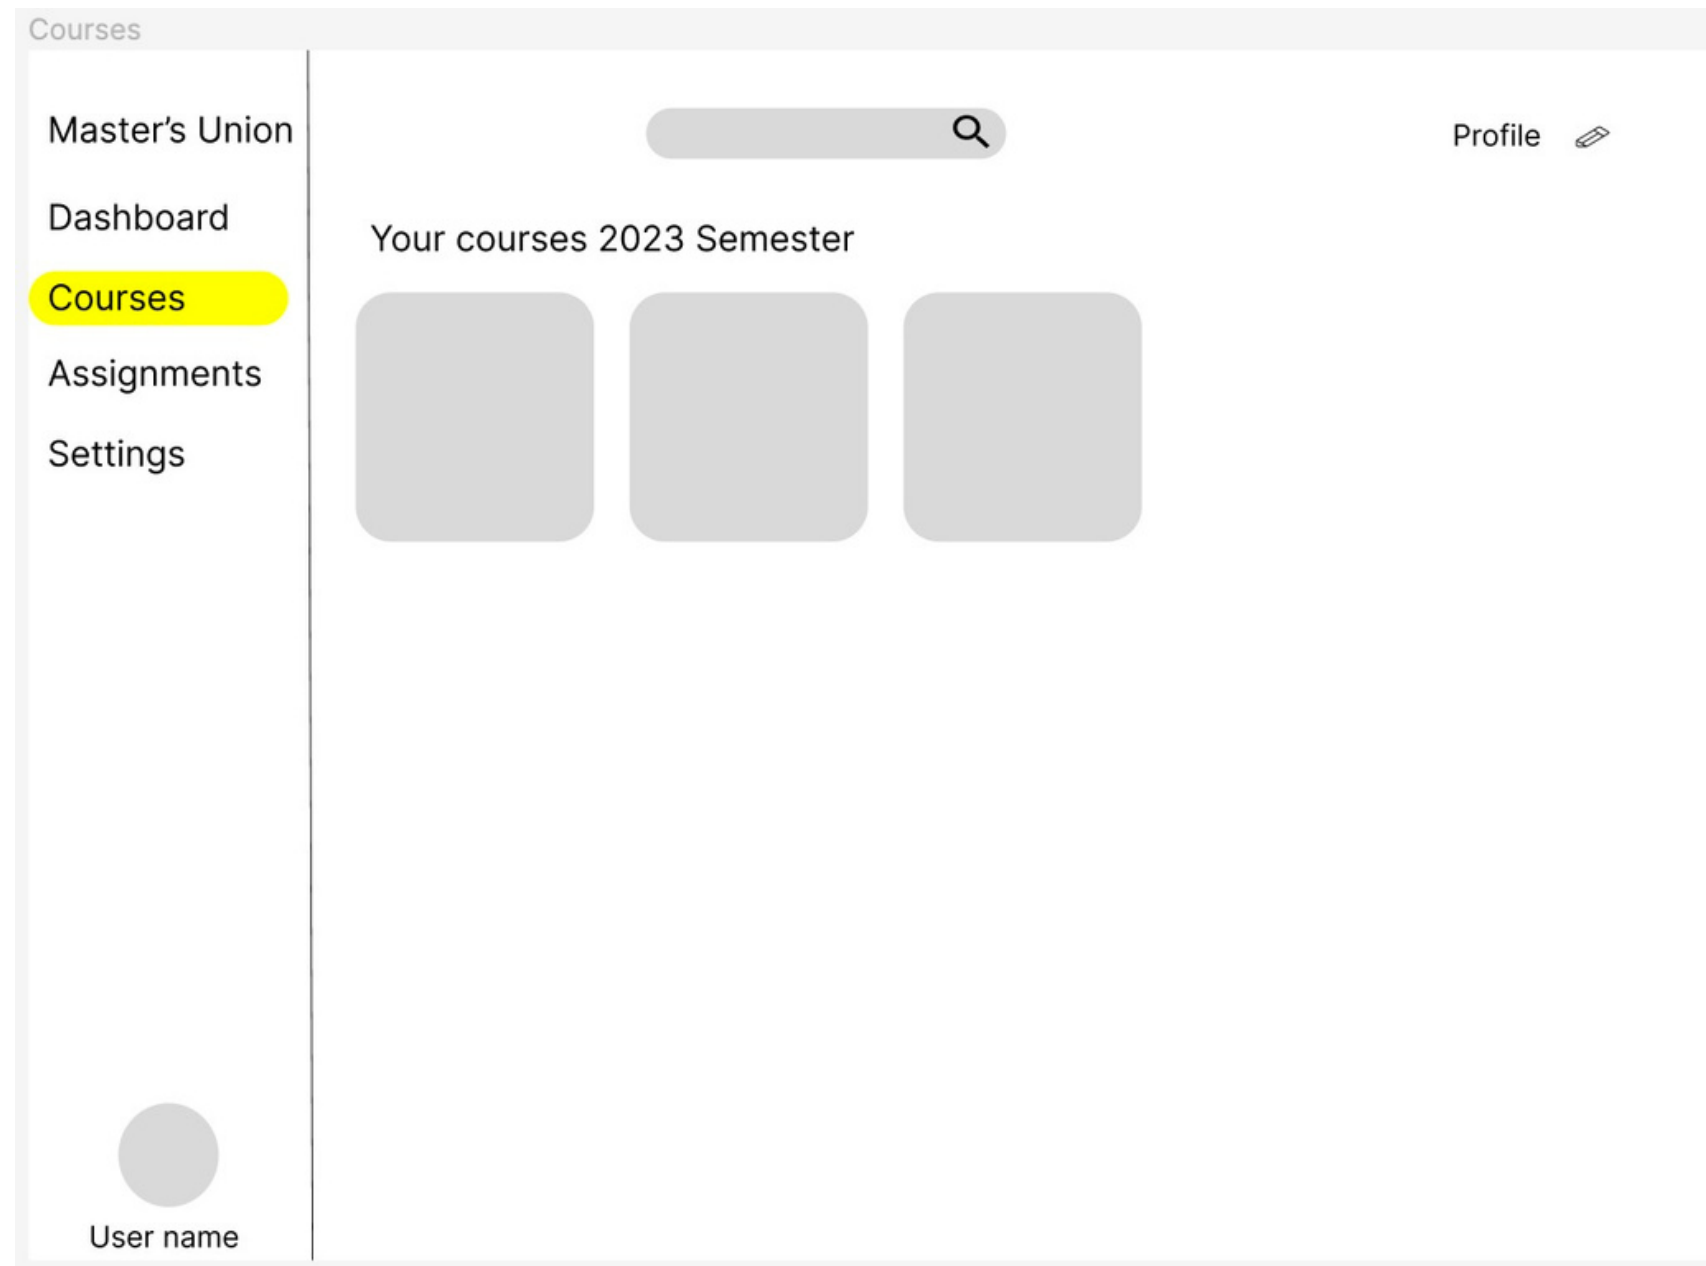 Courses
Master's Union
Dashboard
Courses
Assignments
Settings
User name
Profile
Your courses 2023 Semester